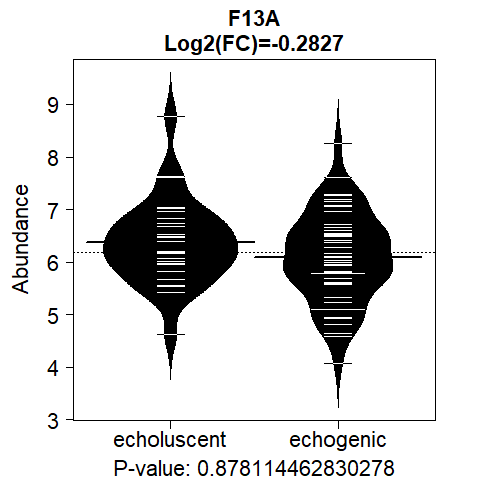 F13A
Log2(FC)=-0.2827
Abundance
9
8
7
6
5
4
3
echoluscent
echogenic
P-value: 0.878114462830278